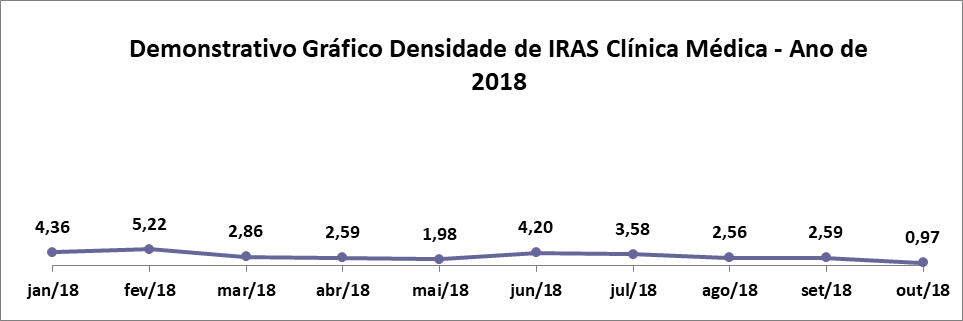 Demonstrativo Gráfico Densidade de IRAS Clínica Médica - Ano de
2018
4,36 5,22 2,86 2,59 1,98 4,20 3,58 2,56 2,59 0,97
jan/18 fev/18 mar/18 abr/18 mai/18 jun/18 jul/18 ago/18 set/18 out/18